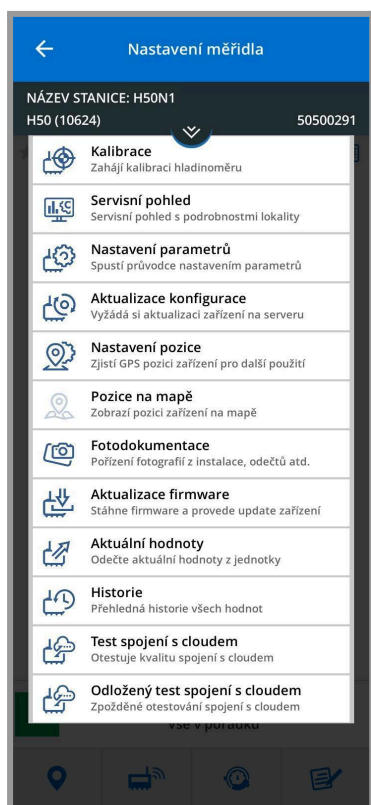 Nastavení měřidla
NÁZEV STANICE: H50N1
H50 (10624) 50500291
Kalibrace
Zahájí kalibraci hladinoměru
Servisní pohled
Servisní pohled s podrobnostmi lokality
Nastavení parametrů
Spustí průvodce nastavením parametrů
Aktualizace konfigurace
Vyžádá si aktualizaci zařízení na serveru
Nastavení pozice
Zjistí GPS pozici zařízení pro další použití
Pozice na mapě
Zobrazí pozici zařízení na mapě
Fotodokumentace
Pořízení fotografií z instalace, odečtů atd.
Aktualizace firmware
Stáhne firmware a provede update zařízení
Aktuální hodnoty
Odečte aktuální hodnoty z jednotky
Historie
Přehledná historie všech hodnot
Test spojení s cloudem
Otestuje kvalitu spojení s cloudem
Odložený test spojení s cloudem
Zpožděné otestování spojení s cloudem
vše v pořádku